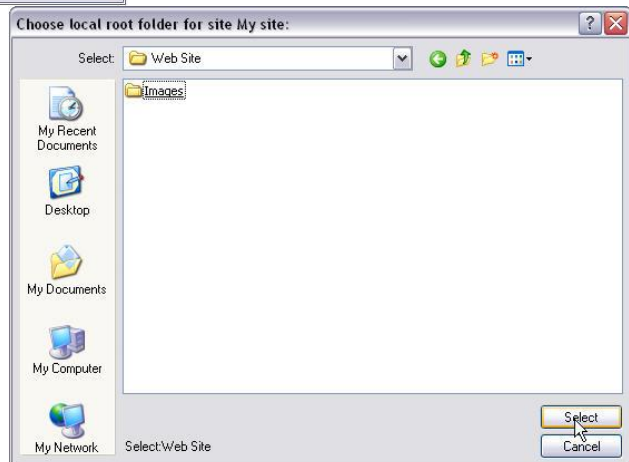 Choose local root folder for site My site:
Select: Web Site
Images
My Recent
Documents
Desktop
My Documents
My Computer
My Network
Select:Web Site
Select
Cancel